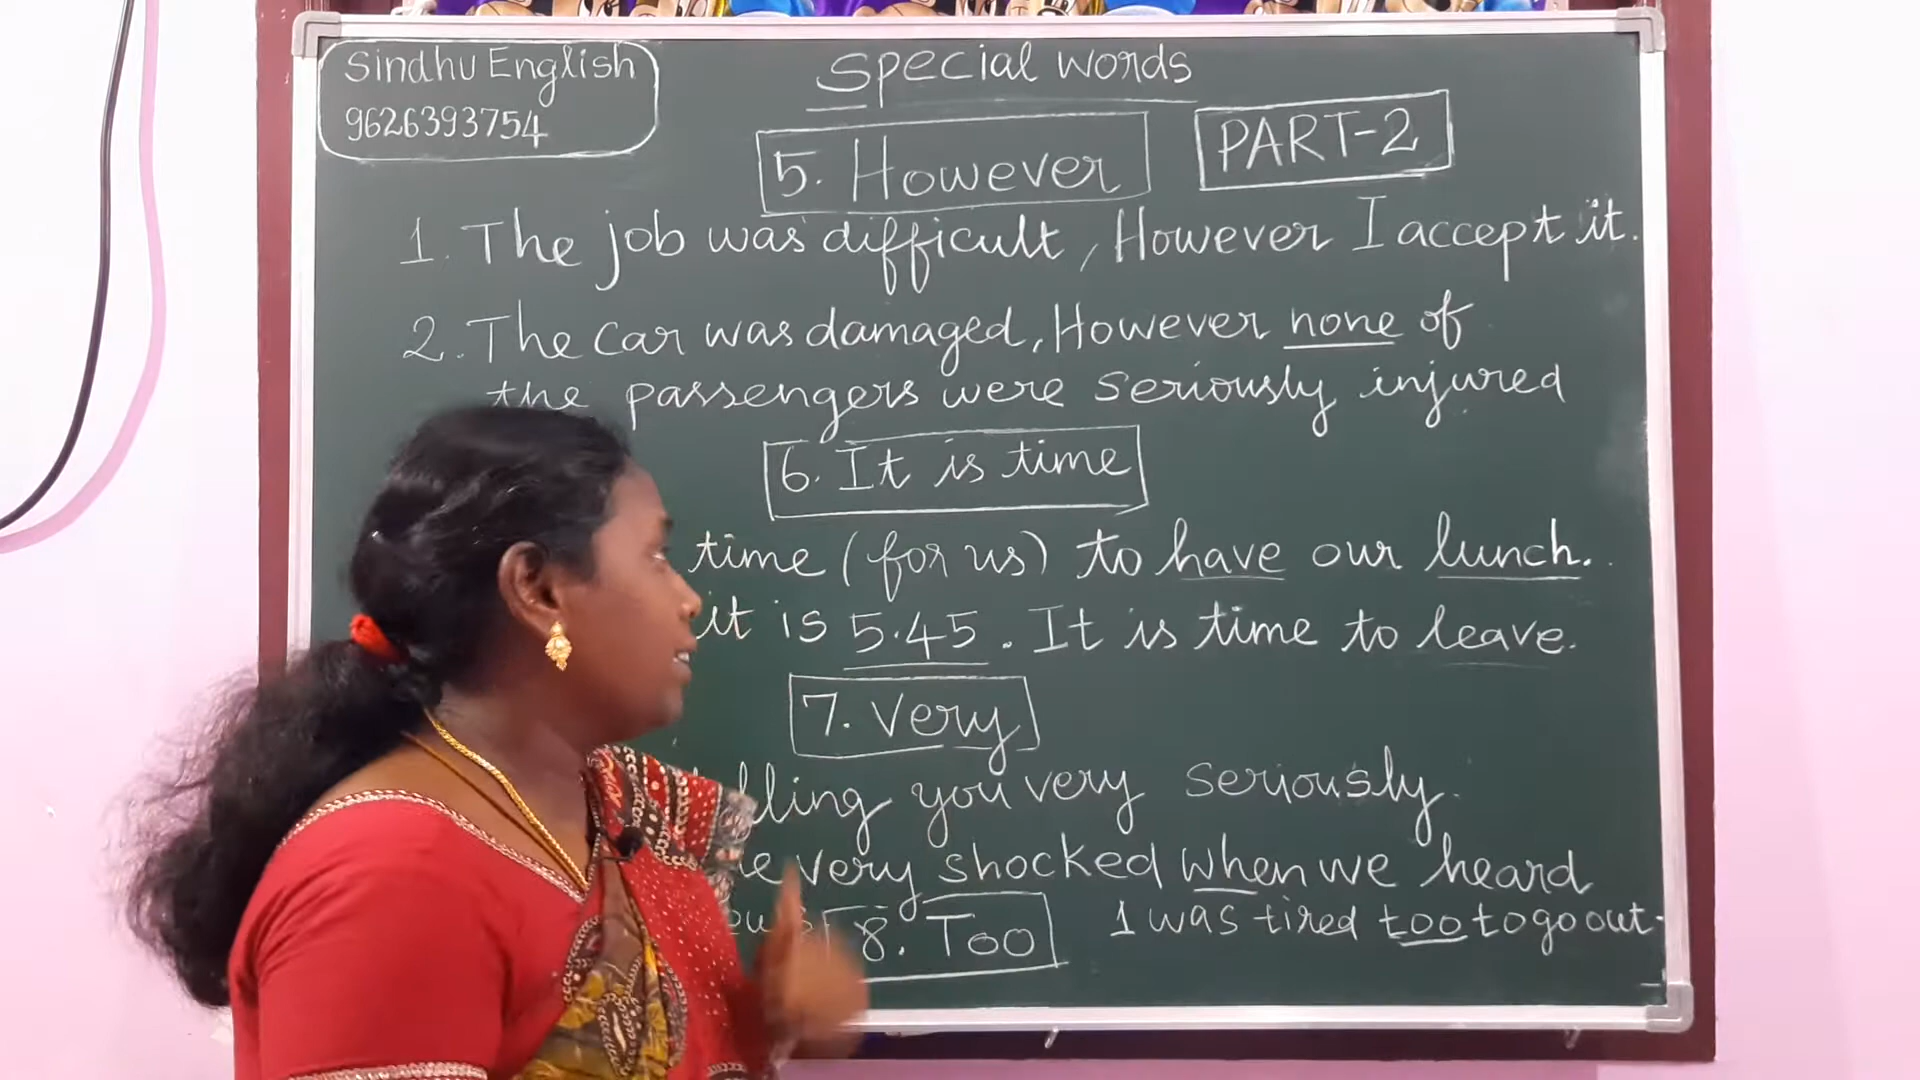 Sindhu English
9626393754
Special words
5. However
PART-2
1. The job was difficult, However I accept it.
2. The car was damaged, However none of
the passengers were seriously injured
6. It is time
time (for us) to have our lunch.
it is 5.45. It is time to leave.
7. Very
you very seriously.
very shocked when we heard
8. Too
I was tired too to go out.